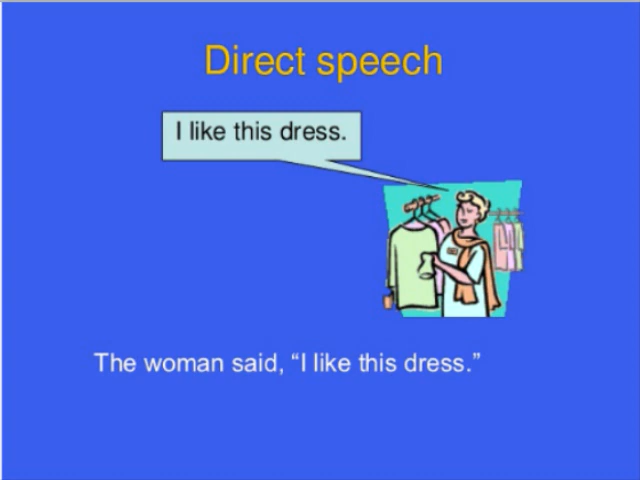 Direct speech
I like this dress.
The woman said, “I like this dress.”